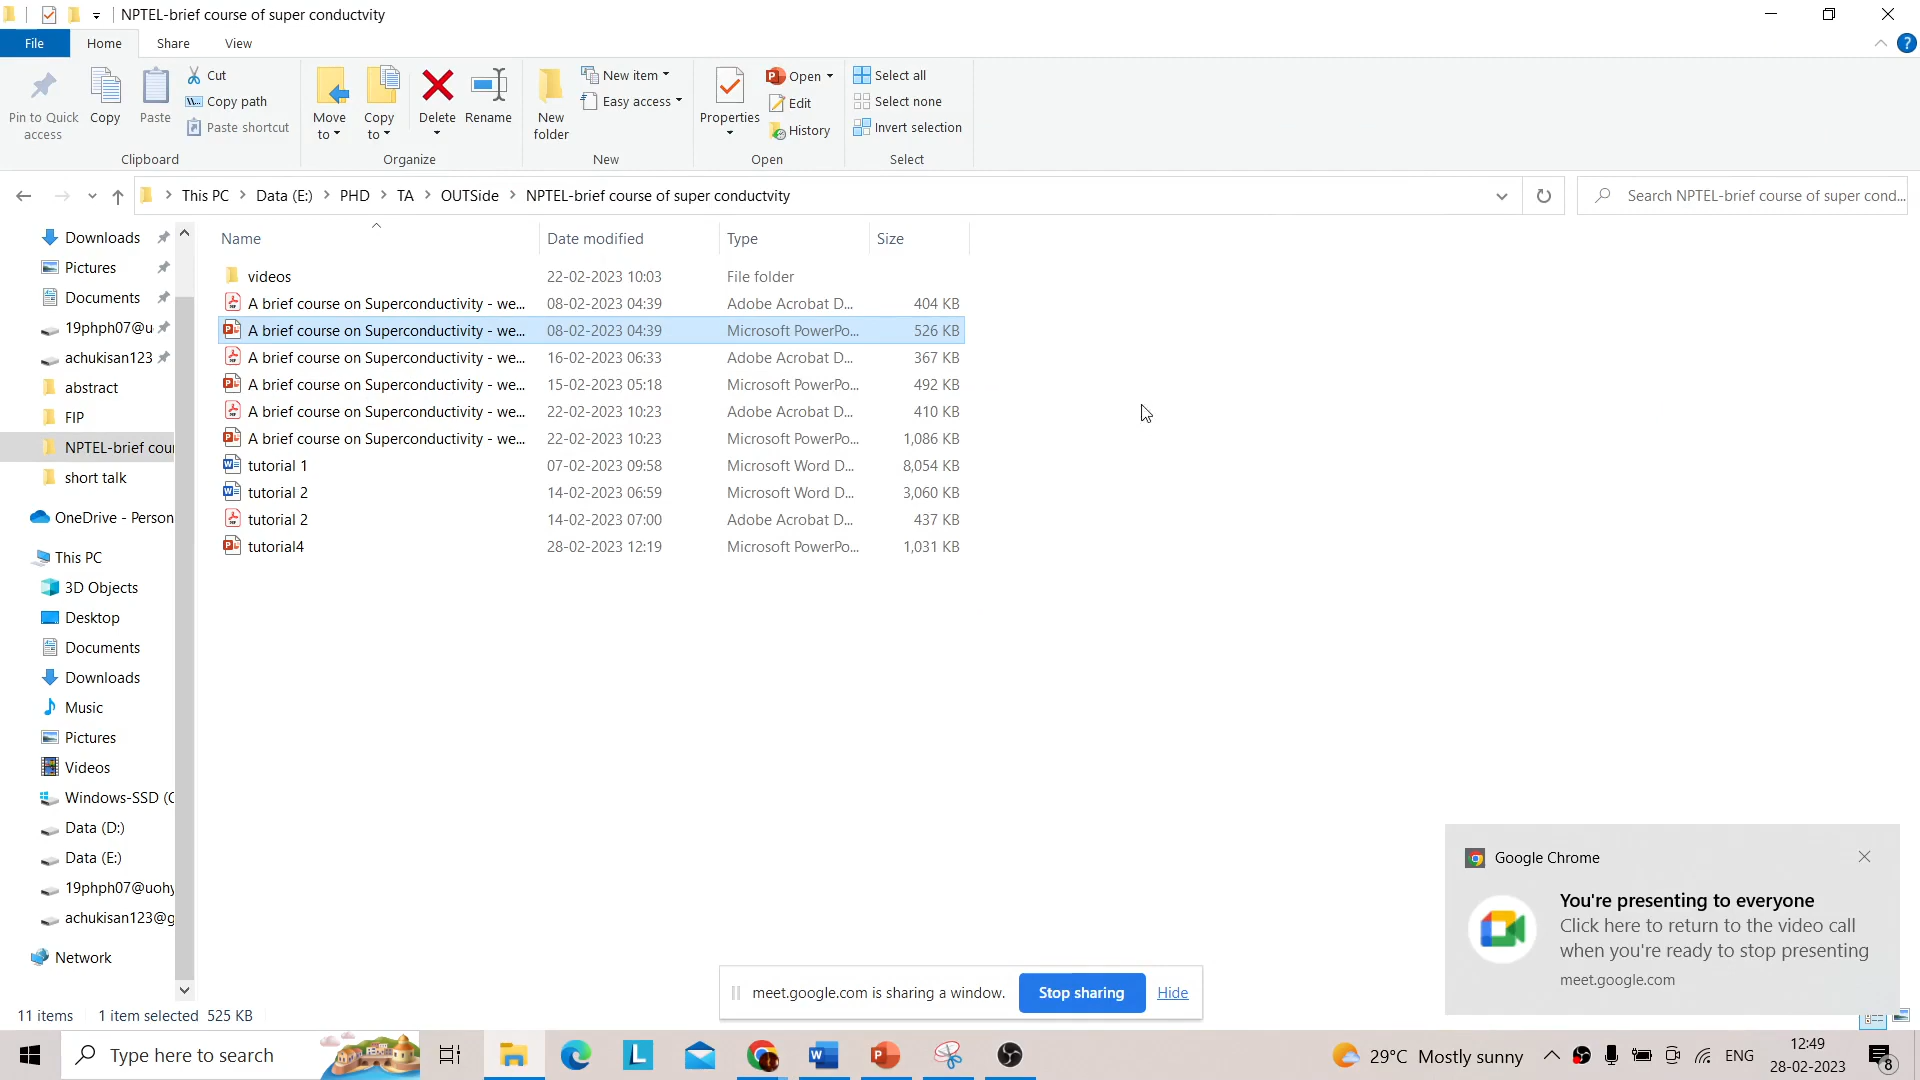 NPTEL-brief course of super conductvity
File
Home
Share
View
Pin to Quick
access
Copy
Paste
Cut
Copy path
Paste shortcut
Clipboard
Move
to
Copy
to
Delete
Rename
Organize
New
folder
New item
Easy access
New
Properties
Open
Edit
History
Open
Select all
Select none
Invert selection
Select
This PC > Data (E:) > PHD > TA > OUTSide > NPTEL-brief course of super conductvity
Search NPTEL-brief course of super cond...
Downloads
Pictures
Documents
19phph07@u
achukisan123
abstract
FIP
NPTEL-brief cour
short talk
OneDrive - Person
This PC
3D Objects
Desktop
Documents
Downloads
Music
Pictures
Videos
Windows-SSD (C
Data (D:)
Data (E:)
19phph07@uohy
achukisan123@g
Network
Name Date modified Type Size
videos 22-02-2023 10:03 File folder
A brief course on Superconductivity - we... 08-02-2023 04:39 Adobe Acrobat D... 404 KB
A brief course on Superconductivity - we... 08-02-2023 04:39 Microsoft PowerPo... 526 KB
A brief course on Superconductivity - we... 16-02-2023 06:33 Adobe Acrobat D... 367 KB
A brief course on Superconductivity - we... 15-02-2023 05:18 Microsoft PowerPo... 492 KB
A brief course on Superconductivity - we... 22-02-2023 10:23 Adobe Acrobat D... 410 KB
A brief course on Superconductivity - we... 22-02-2023 10:23 Microsoft PowerPo... 1,086 KB
tutorial 1 07-02-2023 09:58 Microsoft Word D... 8,054 KB
tutorial 2 14-02-2023 06:59 Microsoft Word D... 3,060 KB
tutorial 2 14-02-2023 07:00 Adobe Acrobat D... 437 KB
tutorial4 28-02-2023 12:19 Microsoft PowerPo... 1,031 KB
Google Chrome
You're presenting to everyone
Click here to return to the video call
when you're ready to stop presenting
meet.google.com
meet.google.com is sharing a window.
Stop sharing
Hide
11 items 1 item selected 525 KB
Type here to search
29°C Mostly sunny
ENG
12:49
28-02-2023
8